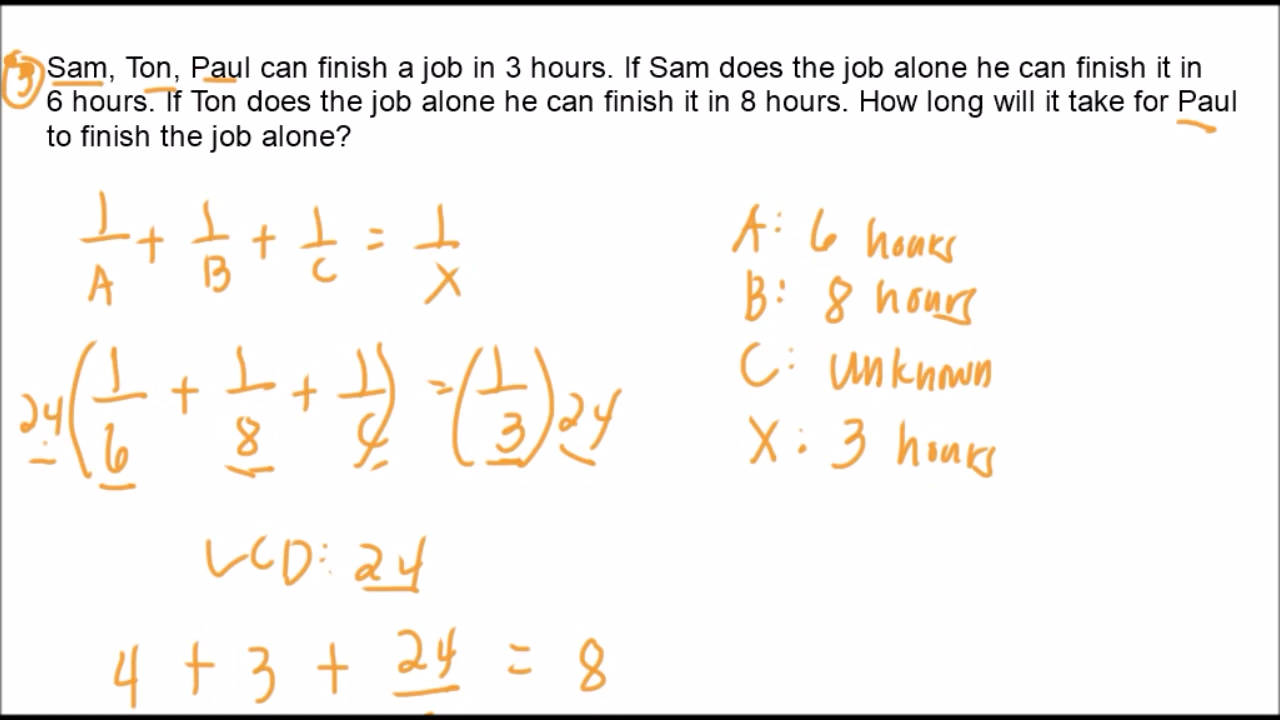 3 Sam, Ton, Paul can finish a job in 3 hours. If Sam does the job alone he can finish it in
6 hours. If Ton does the job alone he can finish it in 8 hours. How long will it take for Paul
to finish the job alone?
1/A + 1/B + 1/C = 1/X
A: 6 hours
B: 8 hours
24(1/6 + 1/8 + 1/C) = (1/3)24
C: unknown
X: 3 hours
LCD: 24
4 + 3 + 24/ = 8